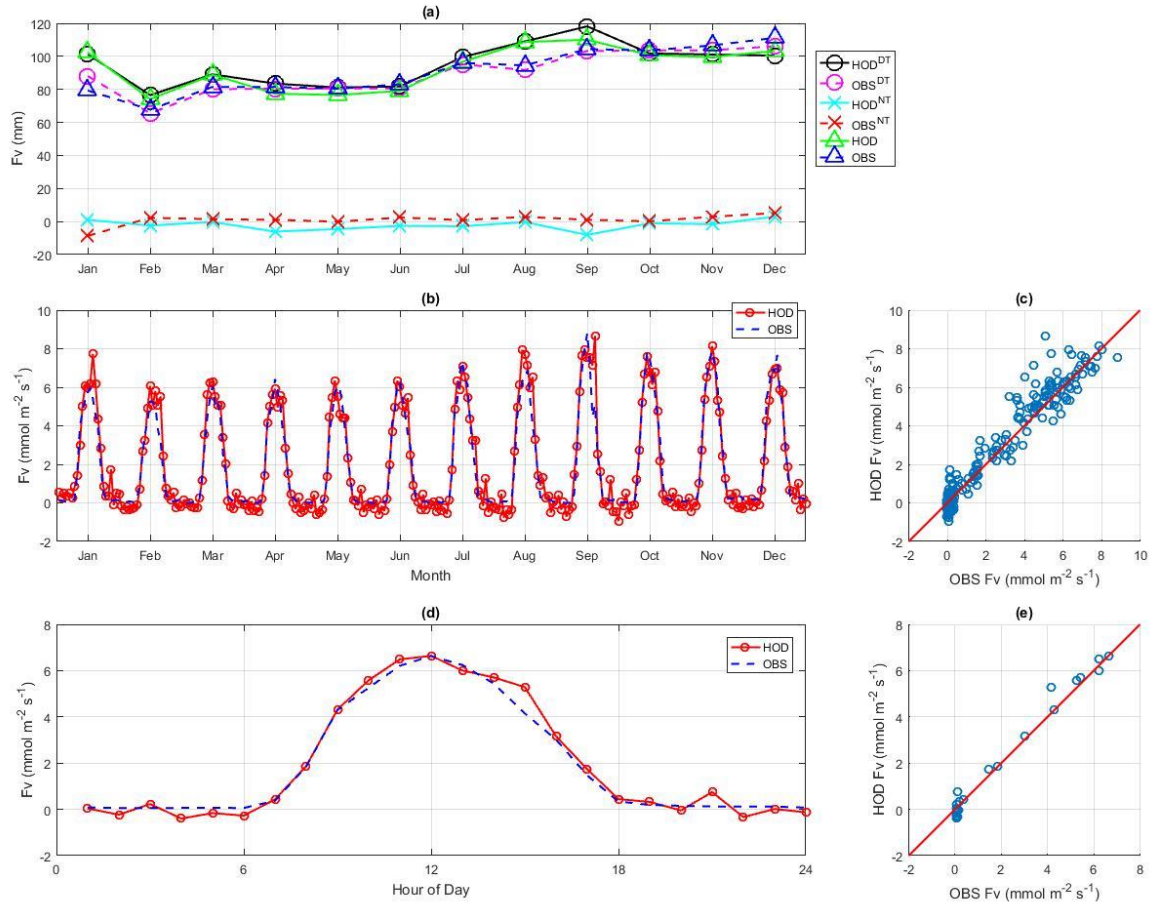 (a)
Fv (mm)
120
100
80
60
40
20
0
-20
Jan Feb Mar Apr May Jun Jul Aug Sep Oct Nov Dec
HOD^DT
OBS^DT
HOD^NT
OBS^NT
HOD
OBS
(b)
Fv (mmol m⁻² s⁻¹)
10
8
6
4
2
0
-2
Jan Feb Mar Apr May Jun Jul Aug Sep Oct Nov Dec
Month
HOD
OBS
(c)
HOD Fv (mmol m⁻² s⁻¹)
10
8
6
4
2
0
-2
-2 0 2 4 6 8 10
OBS Fv (mmol m⁻² s⁻¹)
(d)
Fv (mmol m⁻² s⁻¹)
8
6
4
2
0
-2
0 6 12 18 24
Hour of Day
HOD
OBS
(e)
HOD Fv (mmol m⁻² s⁻¹)
8
6
4
2
0
-2
-2 0 2 4 6 8
OBS Fv (mmol m⁻² s⁻¹)